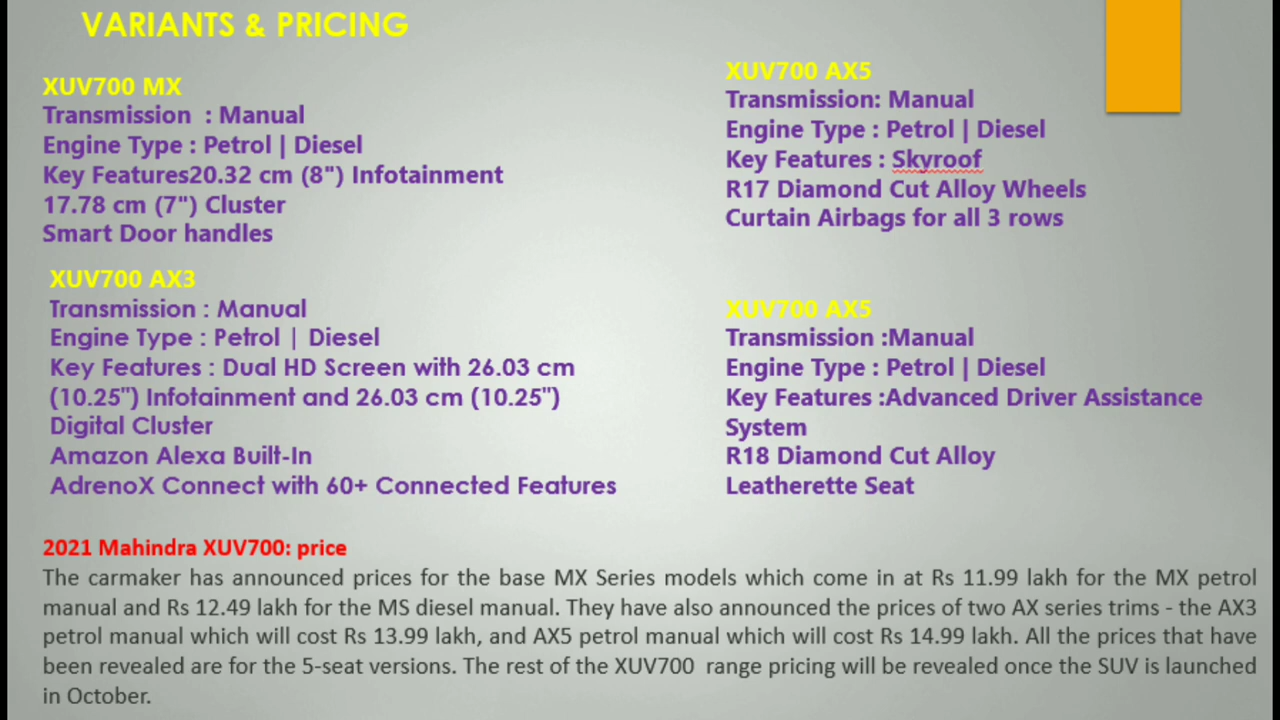 VARIANTS & PRICING
XUV700 MX
Transmission : Manual
Engine Type : Petrol | Diesel
Key Features20.32 cm (8") Infotainment
17.78 cm (7") Cluster
Smart Door handles
XUV700 AX3
Transmission : Manual
Engine Type : Petrol | Diesel
Key Features : Dual HD Screen with 26.03 cm
(10.25") Infotainment and 26.03 cm (10.25")
Digital Cluster
Amazon Alexa Built-In
AdrenoX Connect with 60+ Connected Features
XUV700 AX5
Transmission: Manual
Engine Type : Petrol | Diesel
Key Features : Skyroof
R17 Diamond Cut Alloy Wheels
Curtain Airbags for all 3 rows
XUV700 AX5
Transmission :Manual
Engine Type : Petrol | Diesel
Key Features :Advanced Driver Assistance
System
R18 Diamond Cut Alloy
Leatherette Seat
2021 Mahindra XUV700: price
The carmaker has announced prices for the base MX Series models which come in at Rs 11.99 lakh for the MX petrol
manual and Rs 12.49 lakh for the MS diesel manual. They have also announced the prices of two AX series trims - the AX3
petrol manual which will cost Rs 13.99 lakh, and AX5 petrol manual which will cost Rs 14.99 lakh. All the prices that have
been revealed are for the 5-seat versions. The rest of the XUV700 range pricing will be revealed once the SUV is launched
in October.